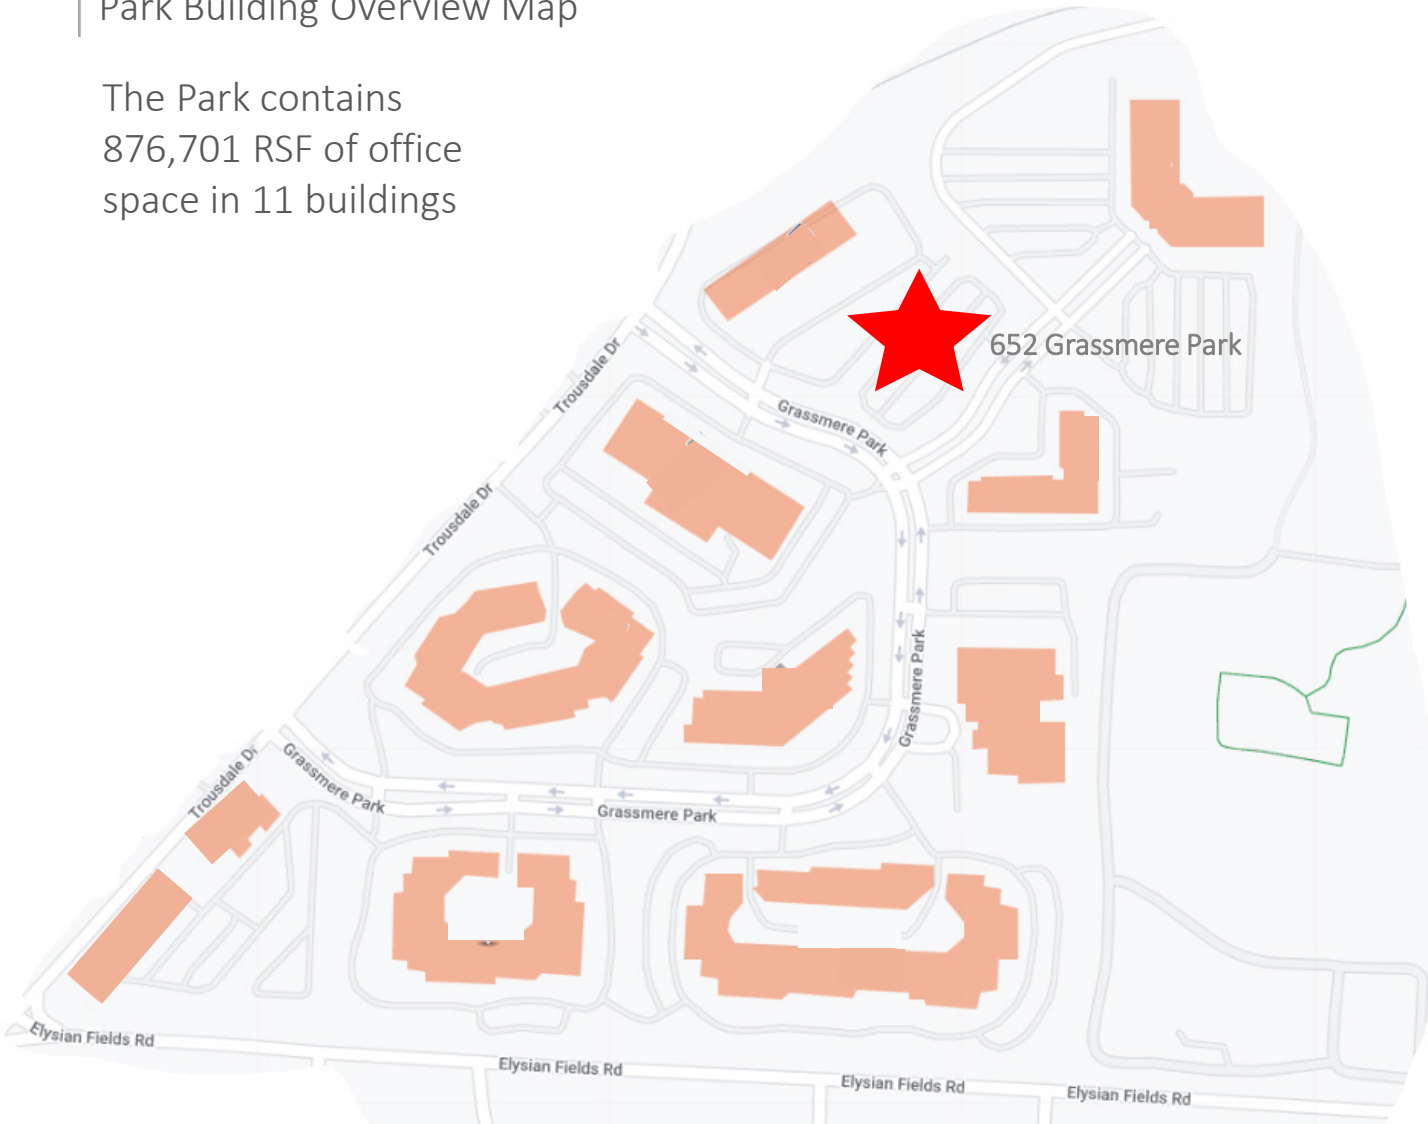 Park Building Overview Map
The Park contains
876,701 RSF of office
space in 11 buildings
652 Grassmere Park
Trousdale Dr
Grassmere Park
Trousdale Dr
Grassmere Park
Trousdale Dr
Grassmere Park
Grassmere Park
Elysian Fields Rd
Elysian Fields Rd
Elysian Fields Rd
Elysian Fields Rd